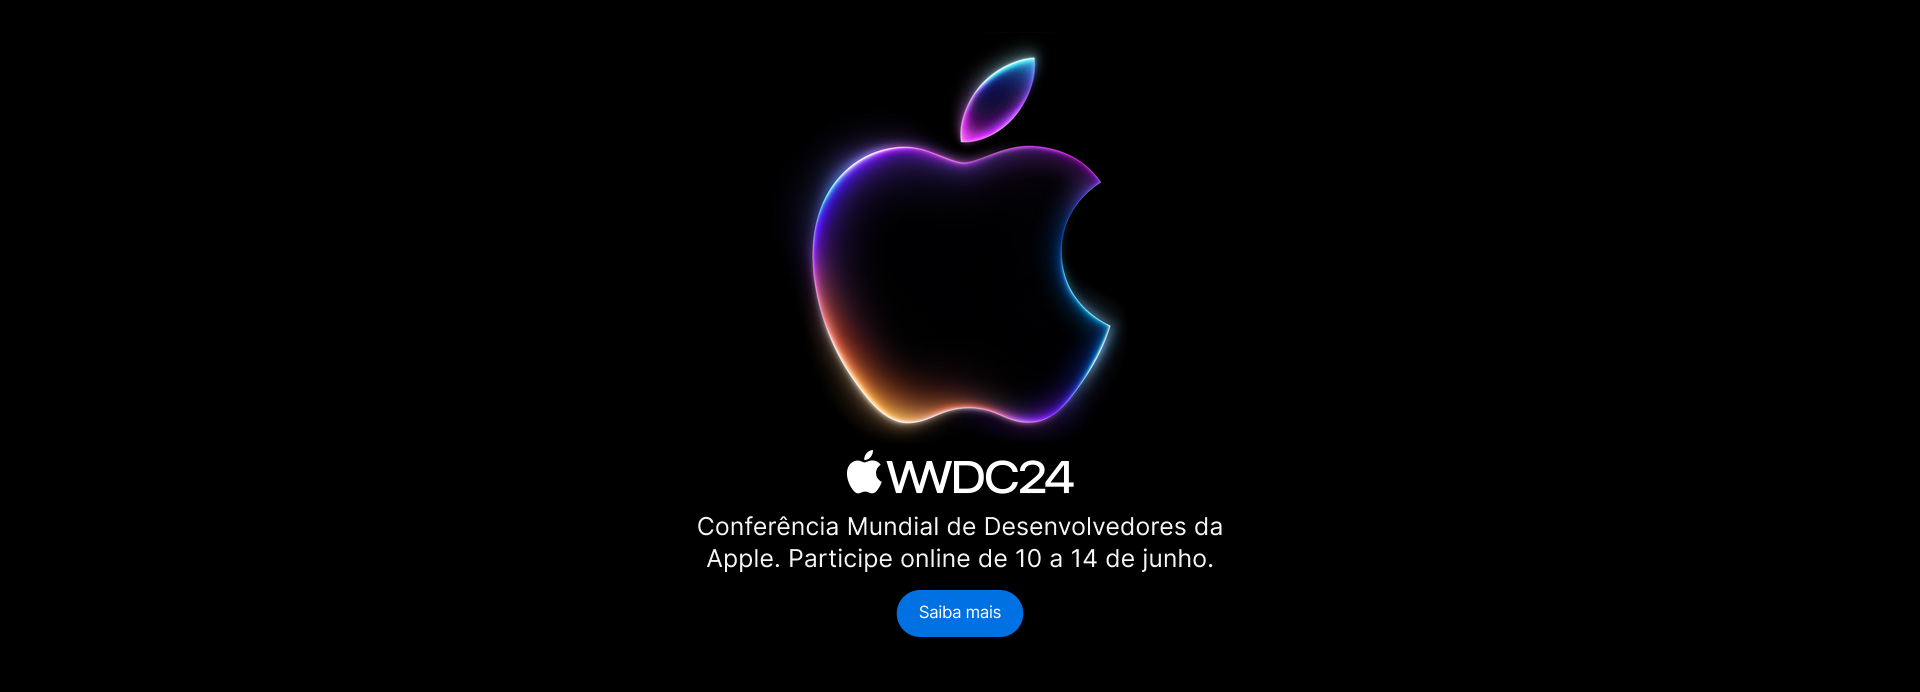 WWDC24
Conferência Mundial de Desenvolvedores da
Apple. Participe online de 10 a 14 de junho.
Saiba mais